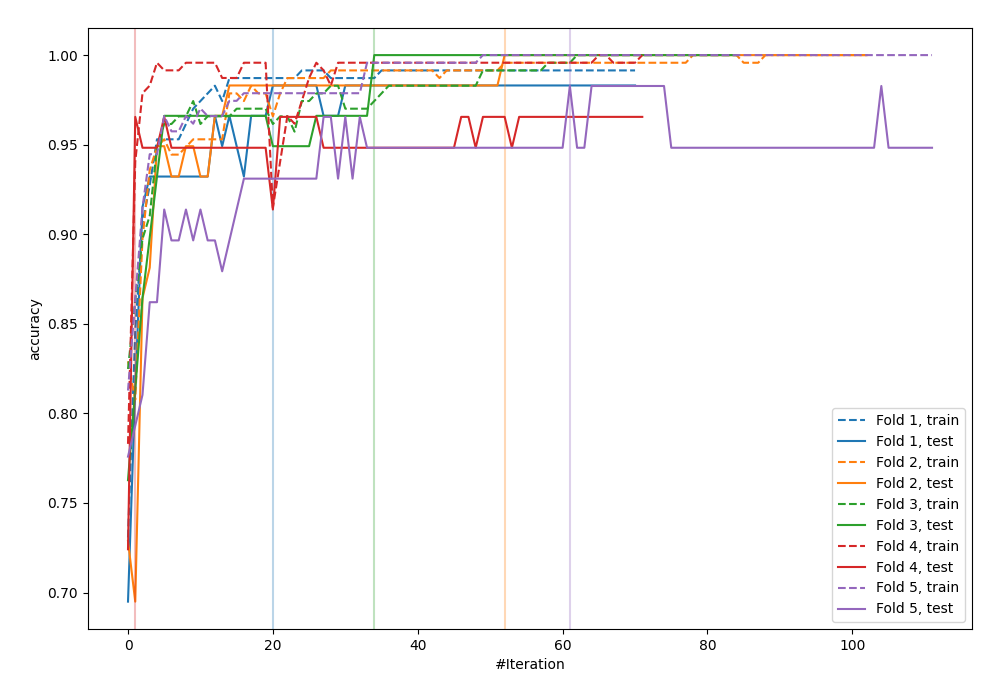 1.00
0.95
0.90
0.85
0.80
0.75
0.70
accuracy
0
20
40
60
80
100
#Iteration
Fold 1, train
Fold 1, test
Fold 2, train
Fold 2, test
Fold 3, train
Fold 3, test
Fold 4, train
Fold 4, test
Fold 5, train
Fold 5, test